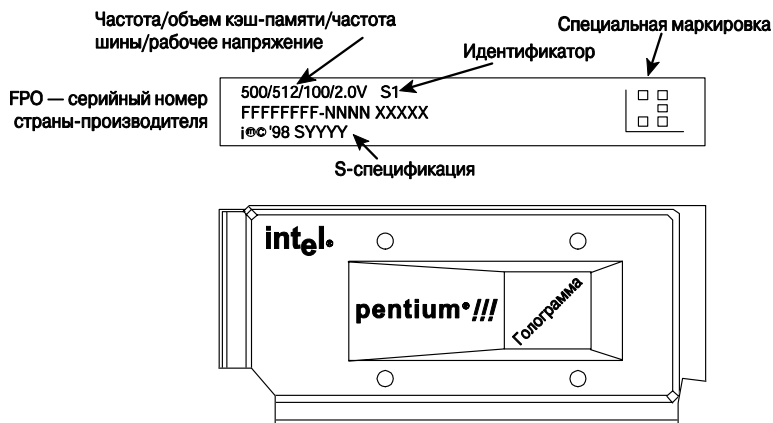 Частота/объем кэш-памяти/частота
шины/рабочее напряжение
Специальная маркировка
Идентификатор
FPO — серийный номер
страны-производителя
500/512/100/2.0V S1
FFFFFFFF-NNNN XXXXX
i®©'98 SYYYY
S-спецификация
intel®
pentium®!!!
Голограмма